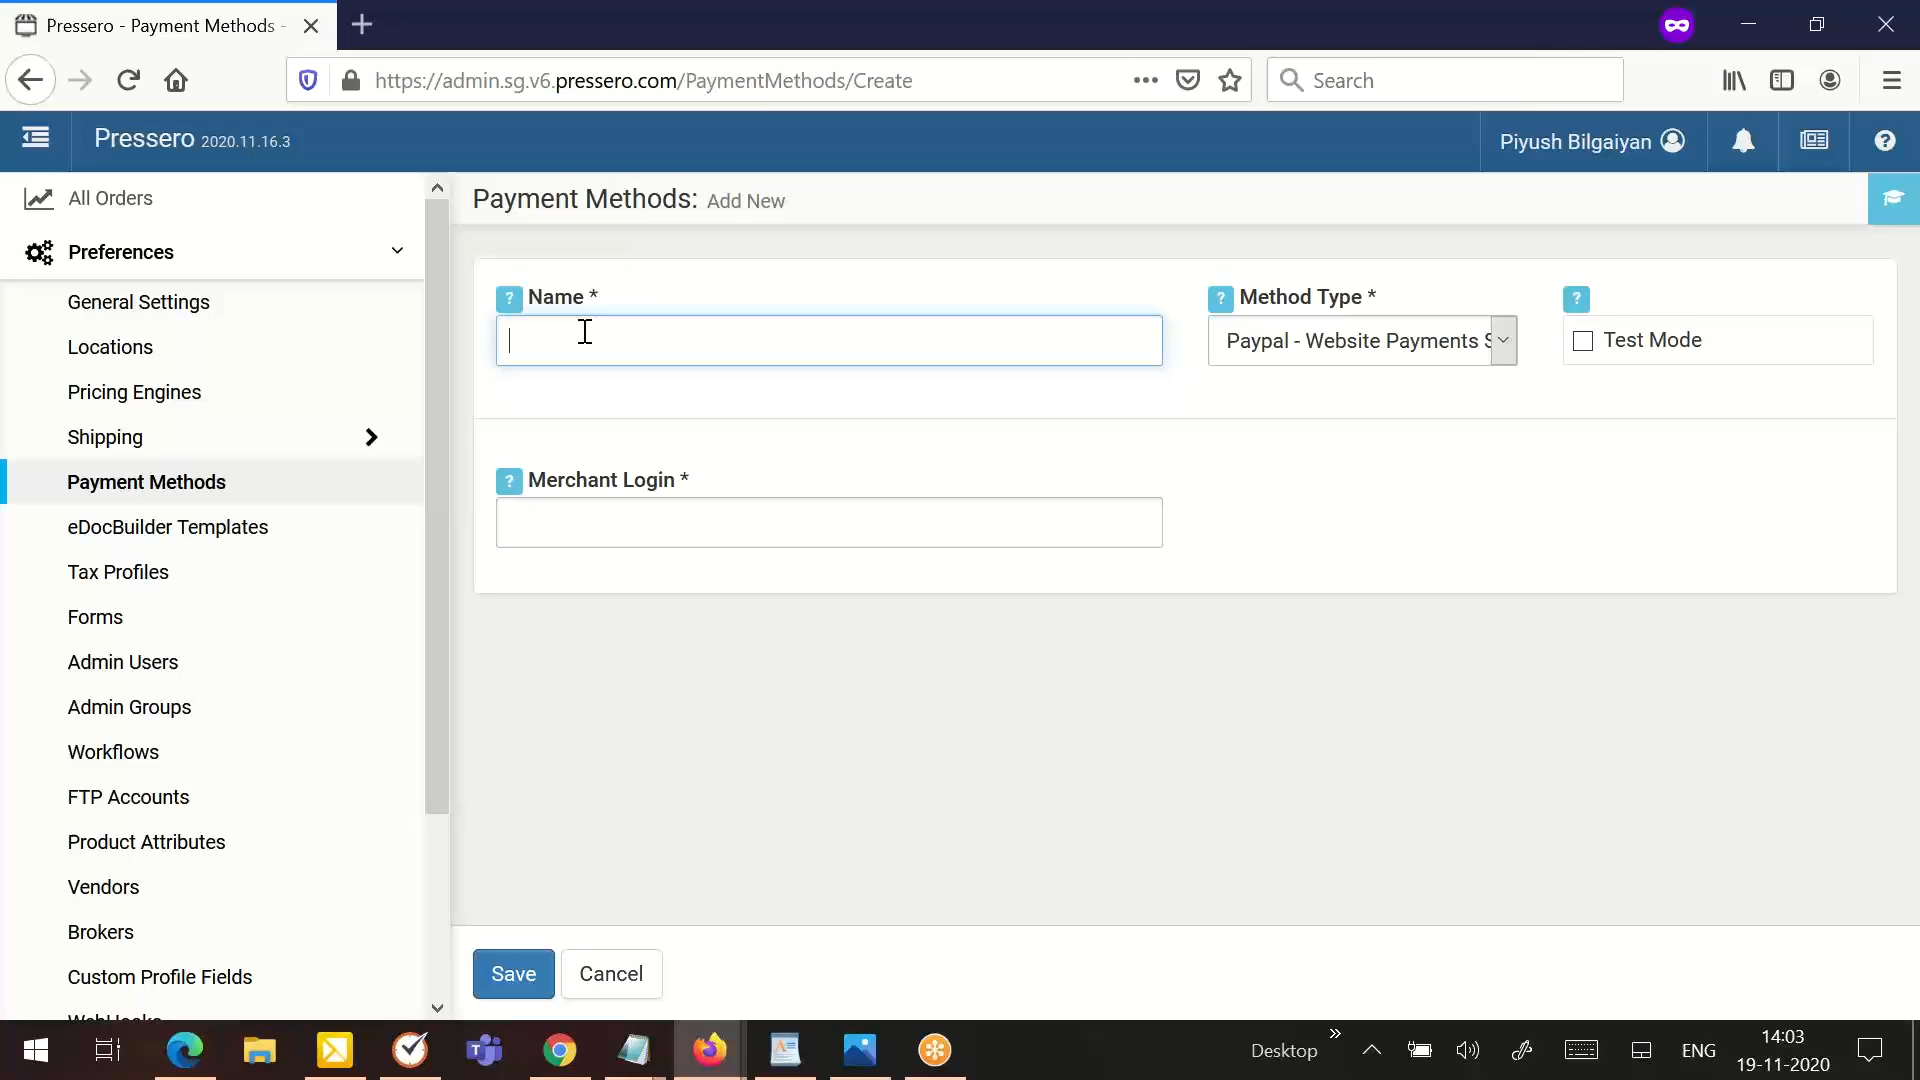 Pressero - Payment Methods -
https://admin.sg.v6.pressero.com/PaymentMethods/Create
Search
Pressero 2020.11.16.3
Piyush Bilgaiyan
All Orders
Preferences
General Settings
Locations
Pricing Engines
Shipping
Payment Methods
eDocBuilder Templates
Tax Profiles
Forms
Admin Users
Admin Groups
Workflows
FTP Accounts
Product Attributes
Vendors
Brokers
Custom Profile Fields
WebHooks
Payment Methods: Add New
? Name *
? Method Type *
?
Paypal - Website Payments S
Test Mode
? Merchant Login *
Save
Cancel
Desktop
ENG
14:03
19-11-2020